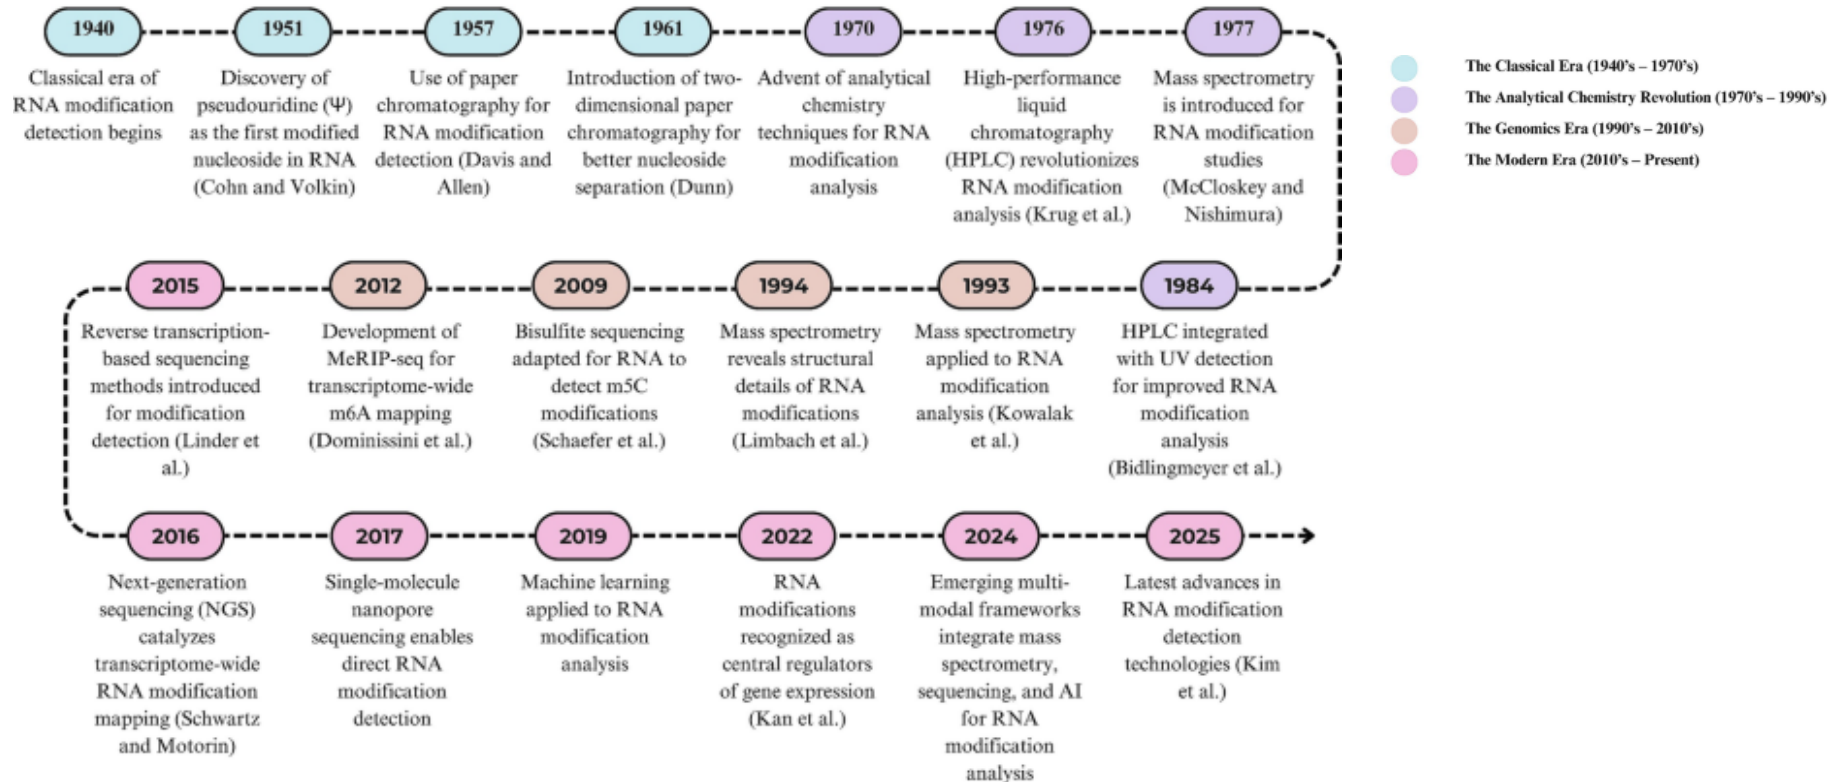 1940
Classical era of
RNA modification
detection begins
1951
Discovery of
pseudouridine (Ψ)
as the first modified
nucleoside in RNA
(Cohn and Volkin)
1957
Use of paper
chromatography for
RNA modification
detection (Davis and
Allen)
1961
Introduction of two-
dimensional paper
chromatography for
better nucleoside
separation (Dunn)
1970
Advent of analytical
chemistry
techniques for RNA
modification
analysis
1976
High-performance
liquid
chromatography
(HPLC) revolutionizes
RNA modification
analysis (Krug et al.)
1977
Mass spectrometry
is introduced for
RNA modification
studies
(McCloskey and
Nishimura)
The Classical Era (1940's – 1970's)
The Analytical Chemistry Revolution (1970's – 1990's)
The Genomics Era (1990's – 2010's)
The Modern Era (2010's – Present)
1984
HPLC integrated
with UV detection
for improved RNA
modification
analysis
(Bidlingmeyer et al.)
1993
Mass spectrometry
applied to RNA
modification
analysis (Kowalak
et al.)
1994
Mass spectrometry
reveals structural
details of RNA
modifications
(Limbach et al.)
2009
Bisulfite sequencing
adapted for RNA to
detect m5C
modifications
(Schaefer et al.)
2012
Development of
MeRIP-seq for
transcriptome-wide
m6A mapping
(Dominissini et al.)
2015
Reverse transcription-
based sequencing
methods introduced
for modification
detection (Linder et
al.)
2016
Next-generation
sequencing (NGS)
catalyzes
transcriptome-wide
RNA modification
mapping (Schwartz
and Motorin)
2017
Single-molecule
nanopore
sequencing enables
direct RNA
modification
detection
2019
Machine learning
applied to RNA
modification
analysis
2022
RNA
modifications
recognized as
central regulators
of gene expression
(Kan et al.)
2024
Emerging multi-
modal frameworks
integrate mass
spectrometry,
sequencing, and AI
for RNA
modification
analysis
2025
Latest advances in
RNA modification
detection
technologies (Kim
et al.)